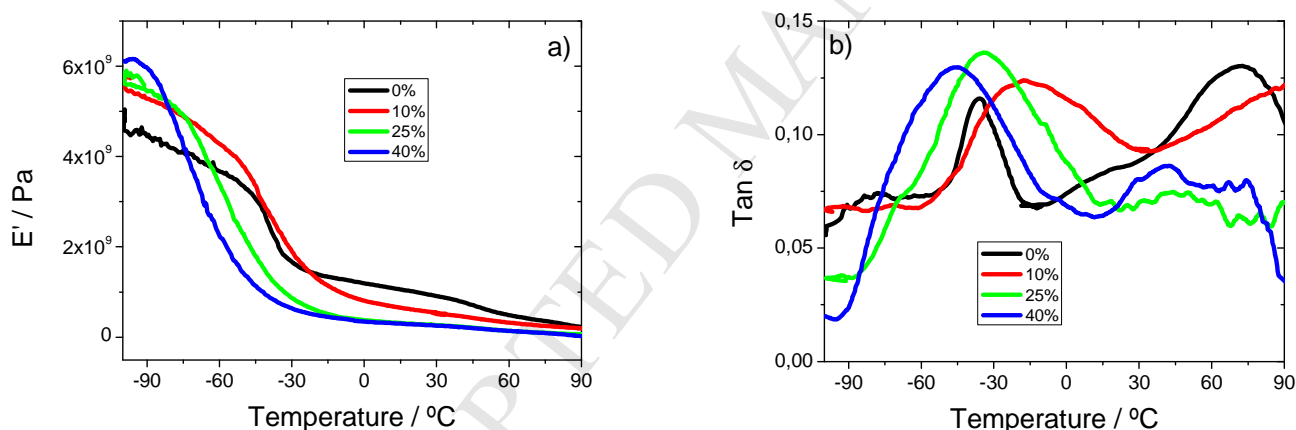 a)
6x10⁹
4x10⁹
2x10⁹
0
E' / Pa
0%
10%
25%
40%
-90 -60 -30 0 30 60 90
Temperature / ºC
b)
0,15
0,10
0,05
0,00
Tan δ
0%
10%
25%
40%
-90 -60 -30 0 30 60 90
Temperature / ºC
PTED MA